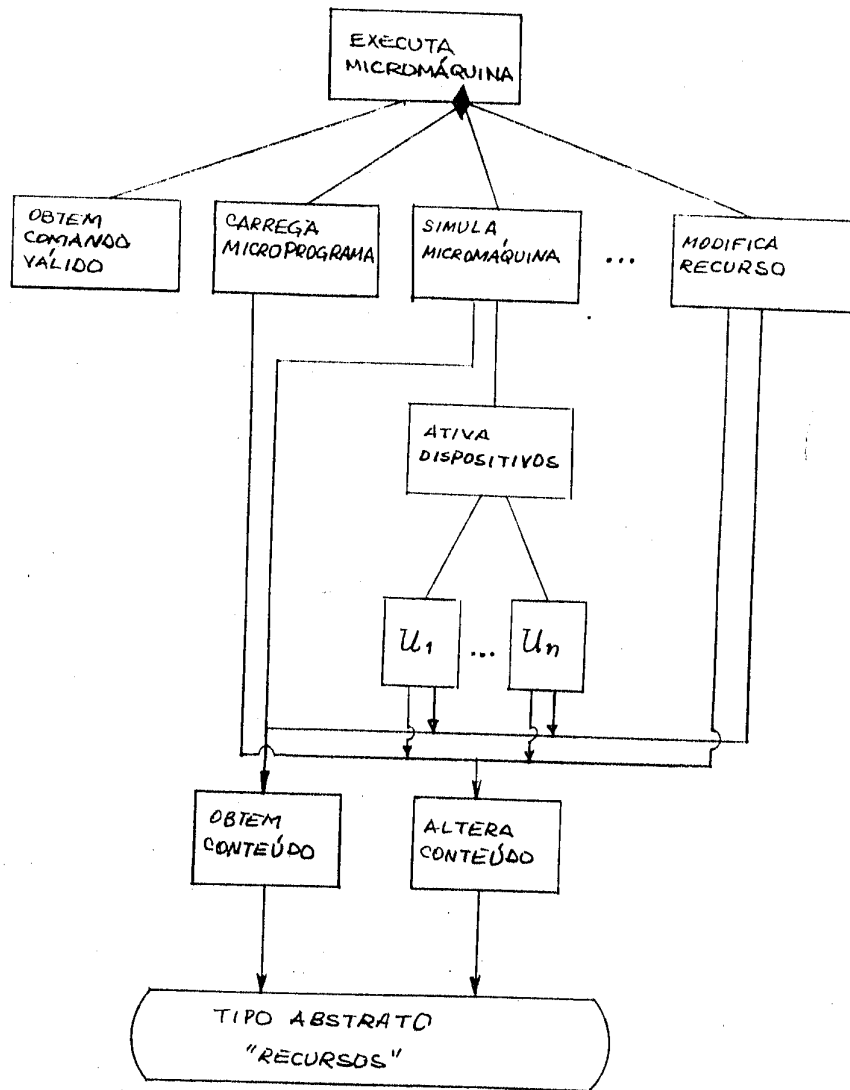 EXECUTA
MICROMÁQUINA
OBTEM
COMANDO
VÁLIDO
CARREGA
MICROPROGRAMA
SIMULA
MICROMÁQUINA
...
MODIFICA
RECURSO
ATIVA
DISPOSITIVOS
U1
...
Un
OBTEM
CONTEÚDO
ALTERA
CONTEÚDO
TIPO ABSTRATO
"RECURSOS"